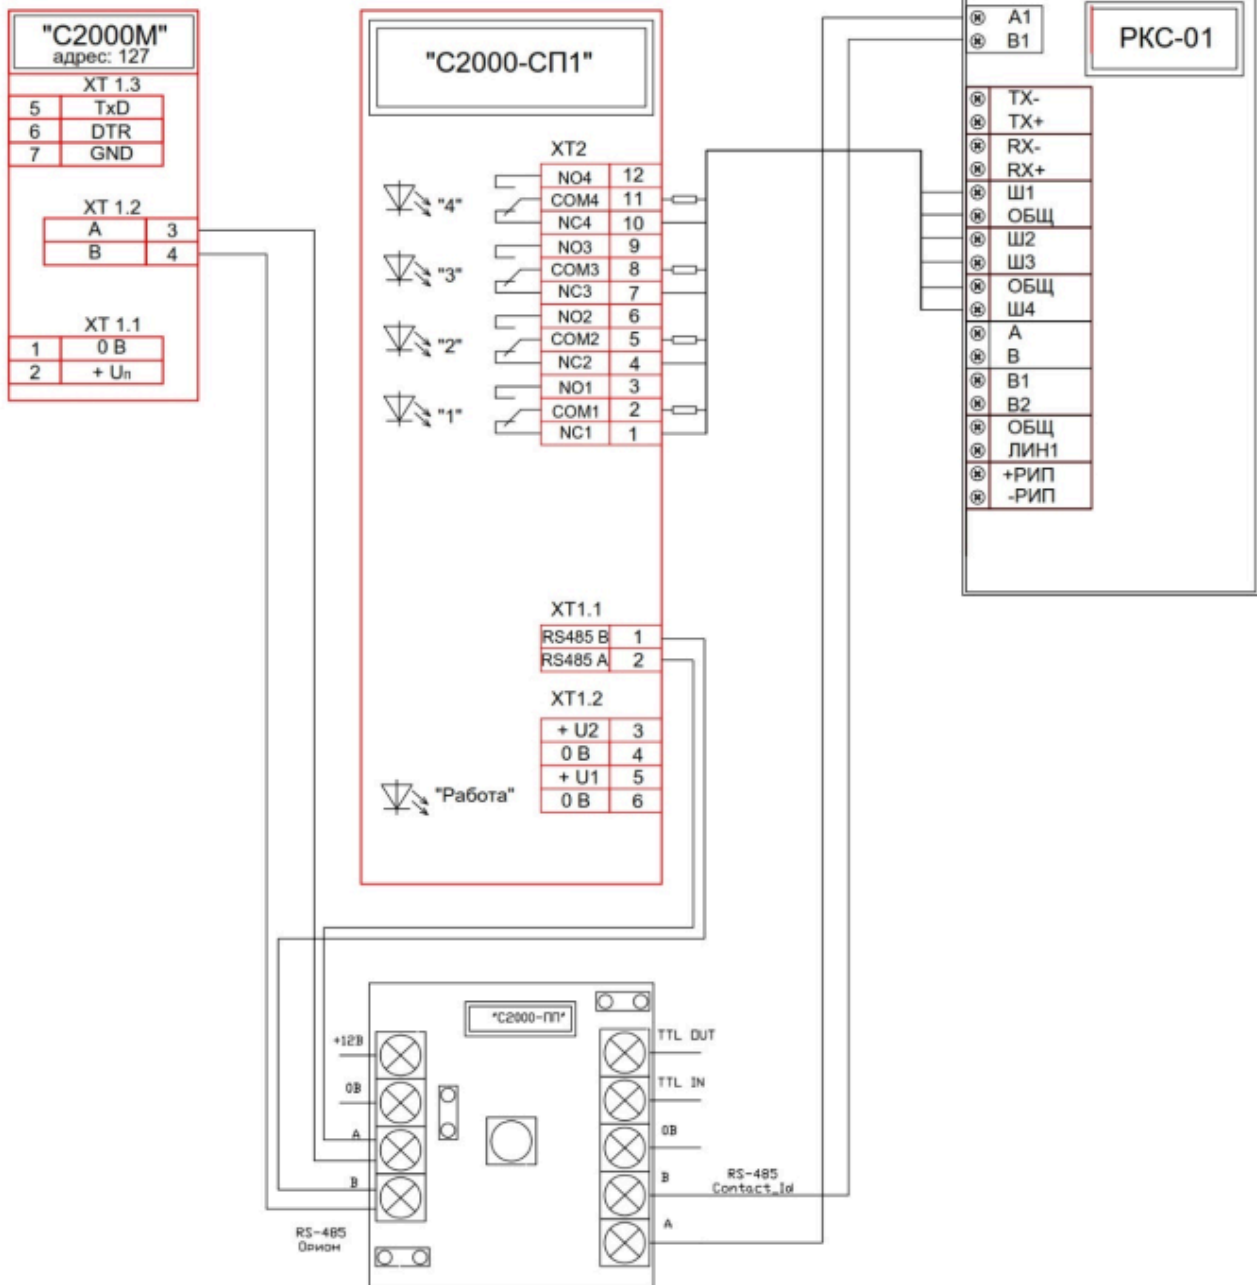 "С2000М"
адрес: 127
XT 1.3
5 TxD
6 DTR
7 GND
XT 1.2
A 3
B 4
XT 1.1
1 0 В
2 + Uп
"С2000-СП1"
XT2
NO4 12
"4" COM4 11
NC4 10
NO3 9
"3" COM3 8
NC3 7
NO2 6
"2" COM2 5
NC2 4
NO1 3
"1" COM1 2
NC1 1
XT1.1
RS485 B 1
RS485 A 2
XT1.2
+ U2 3
0 В 4
+ U1 5
"Работа"
0 В 6
РКС-01
A1
B1
TX-
TX+
RX-
RX+
Ш1
ОБЩ
Ш2
Ш3
ОБЩ
Ш4
A
B
B1
B2
ОБЩ
ЛИН1
+РИП
-РИП
"С2000-ПП"
+12В
0В
A
B
RS-485
Орион
TTL OUT
TTL IN
0В
B
A
RS-485
Contact_Id